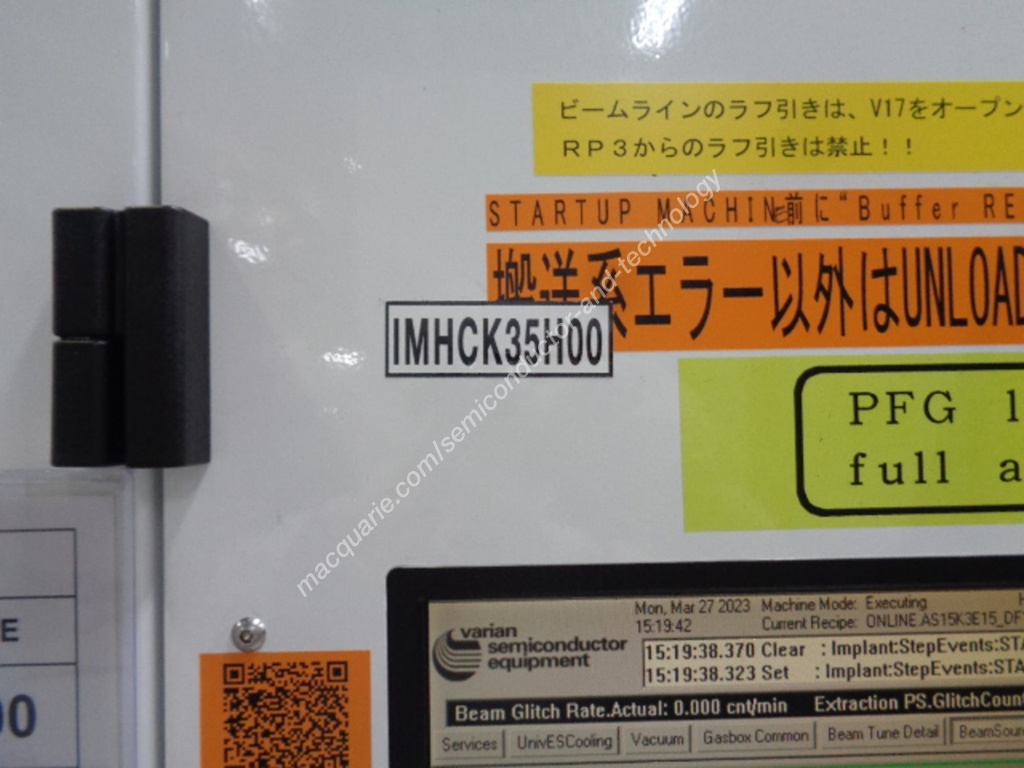 ビームラインのラフ引きは、V17をオープン
RP3からのラフ引きは禁止！！
STARTUP MACHINE前に“Buffer RE
搬送系エラー以外はUNLOAD
IMHCK35H00
PFG l
full a
macquarie.com/semiconductor-and-technology
E
00
varian
semiconductor
equipment
Mon, Mar 27 2023 Machine Mode: Executing
15:19:42 Current Recipe: ONLINE.AS15K3E15_DF
15:19:38.370 Clear : Implant:StepEvents:STA
15:19:38.323 Set : Implant:StepEvents:STA
Beam Glitch Rate.Actual: 0.000 cnt/min Extraction PS.GlitchCount
Services UnivESCooling Vacuum Gasbox Common Beam Tune Detail BeamSour